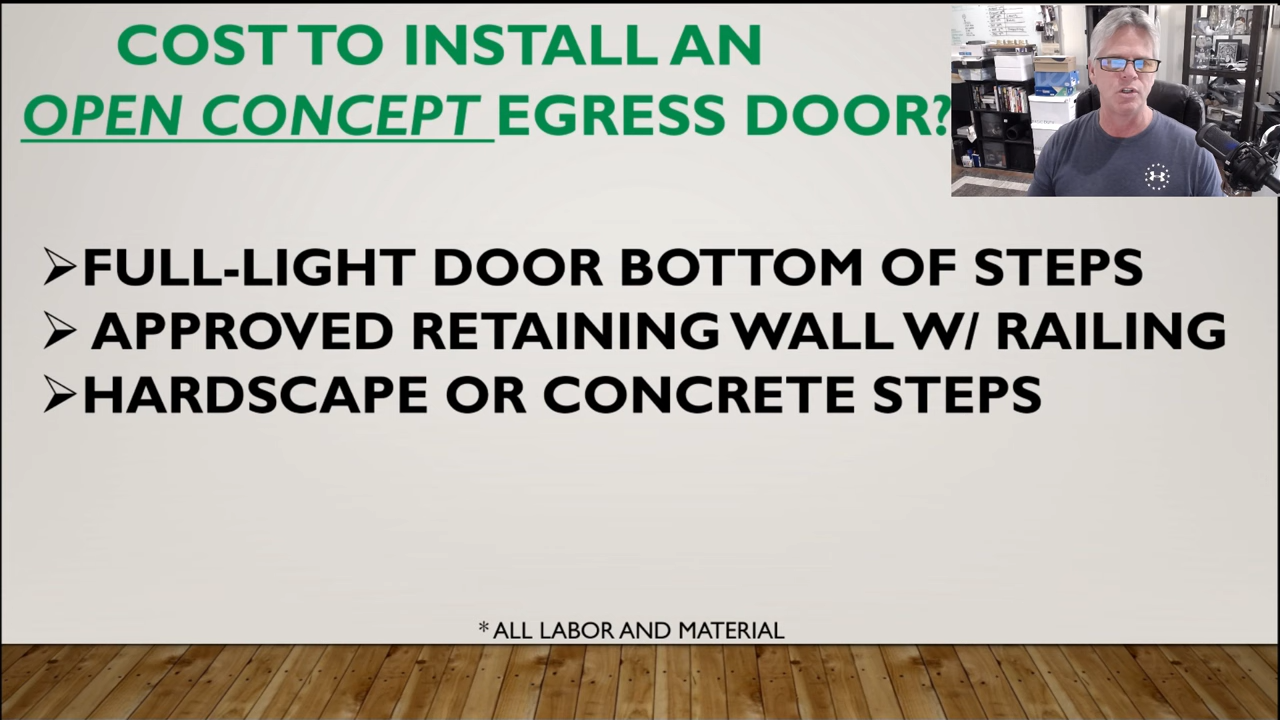 COST TO INSTALL AN
OPEN CONCEPT EGRESS DOOR?
➢FULL-LIGHT DOOR BOTTOM OF STEPS
➢ APPROVED RETAINING WALL W/ RAILING
➢HARDSCAPE OR CONCRETE STEPS
* ALL LABOR AND MATERIAL